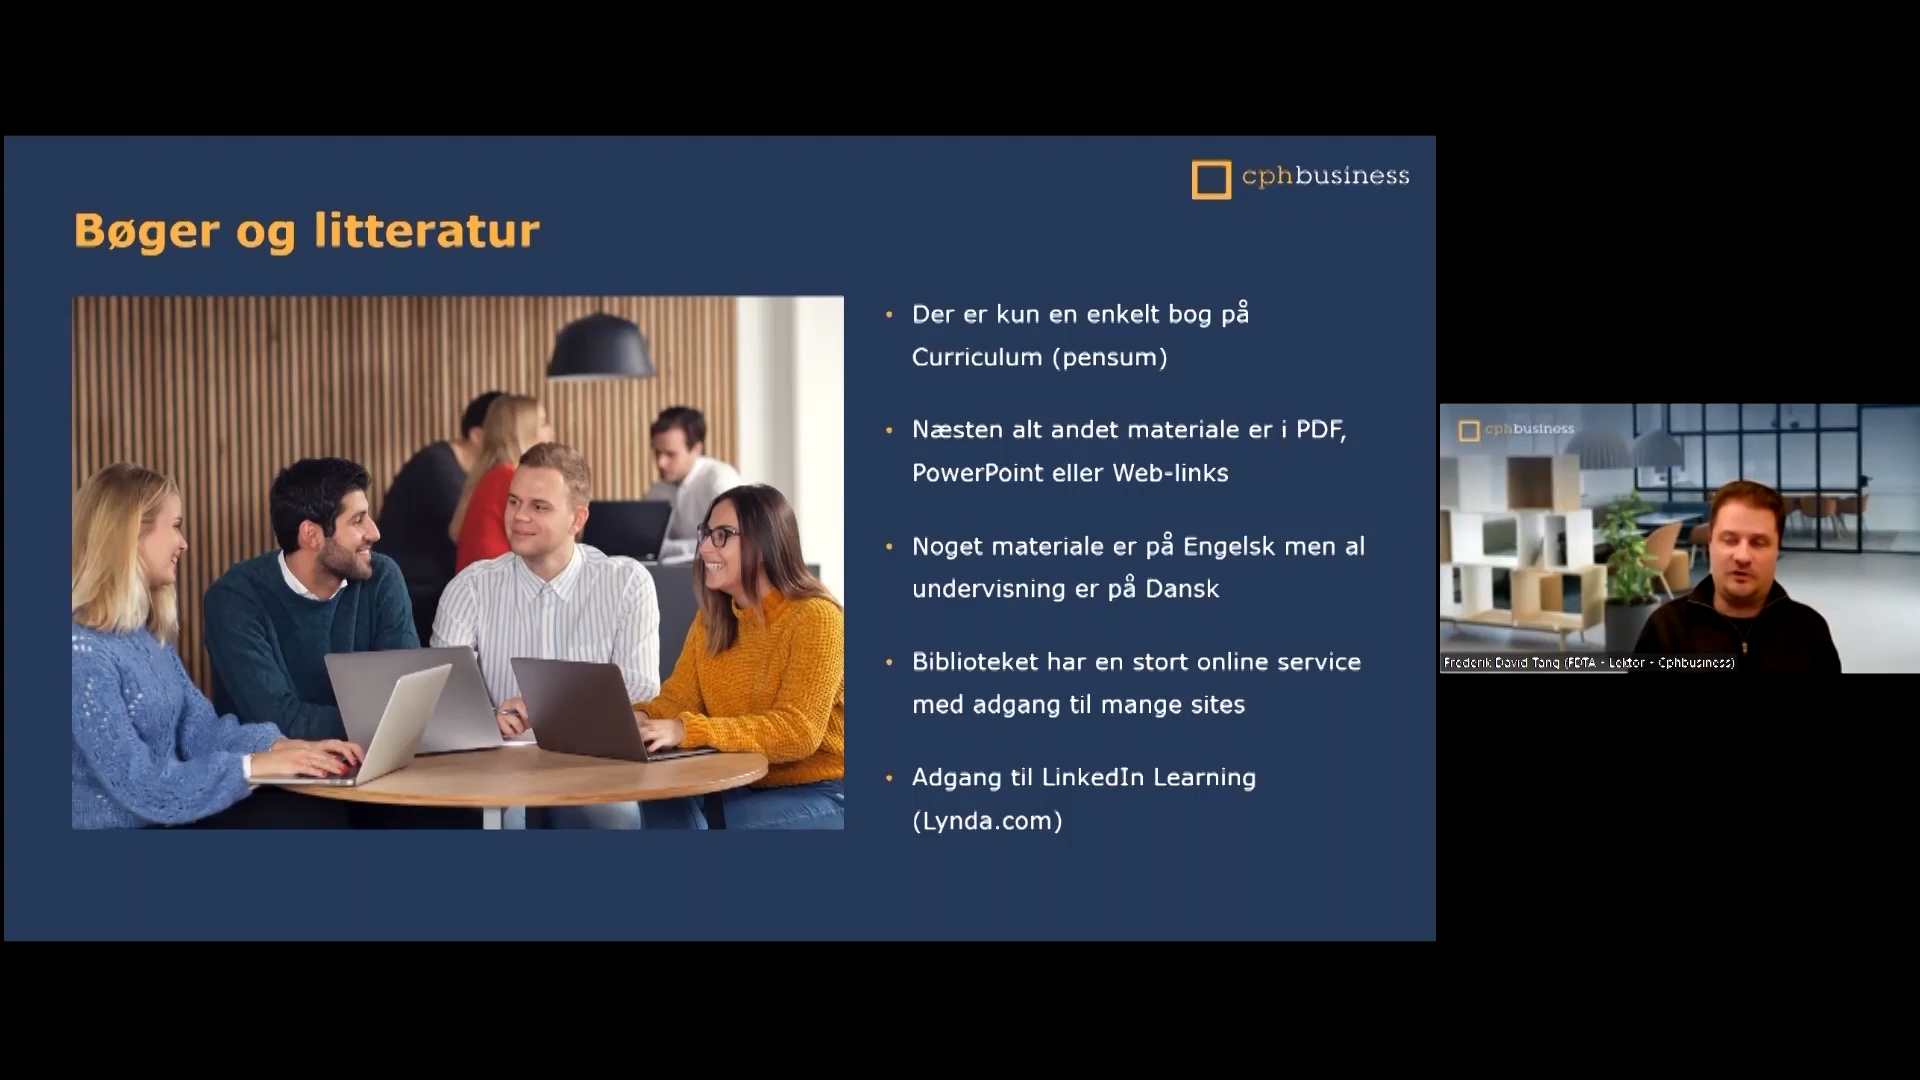 cphbusiness
Bøger og litteratur
• Der er kun en enkelt bog på
Curriculum (pensum)
• Næsten alt andet materiale er i PDF,
PowerPoint eller Web-links
• Noget materiale er på Engelsk men al
undervisning er på Dansk
• Biblioteket har en stort online service
med adgang til mange sites
• Adgang til LinkedIn Learning
(Lynda.com)
cphbusiness
Frederik David Tang (FDTA - Lektor - Cphbusiness)